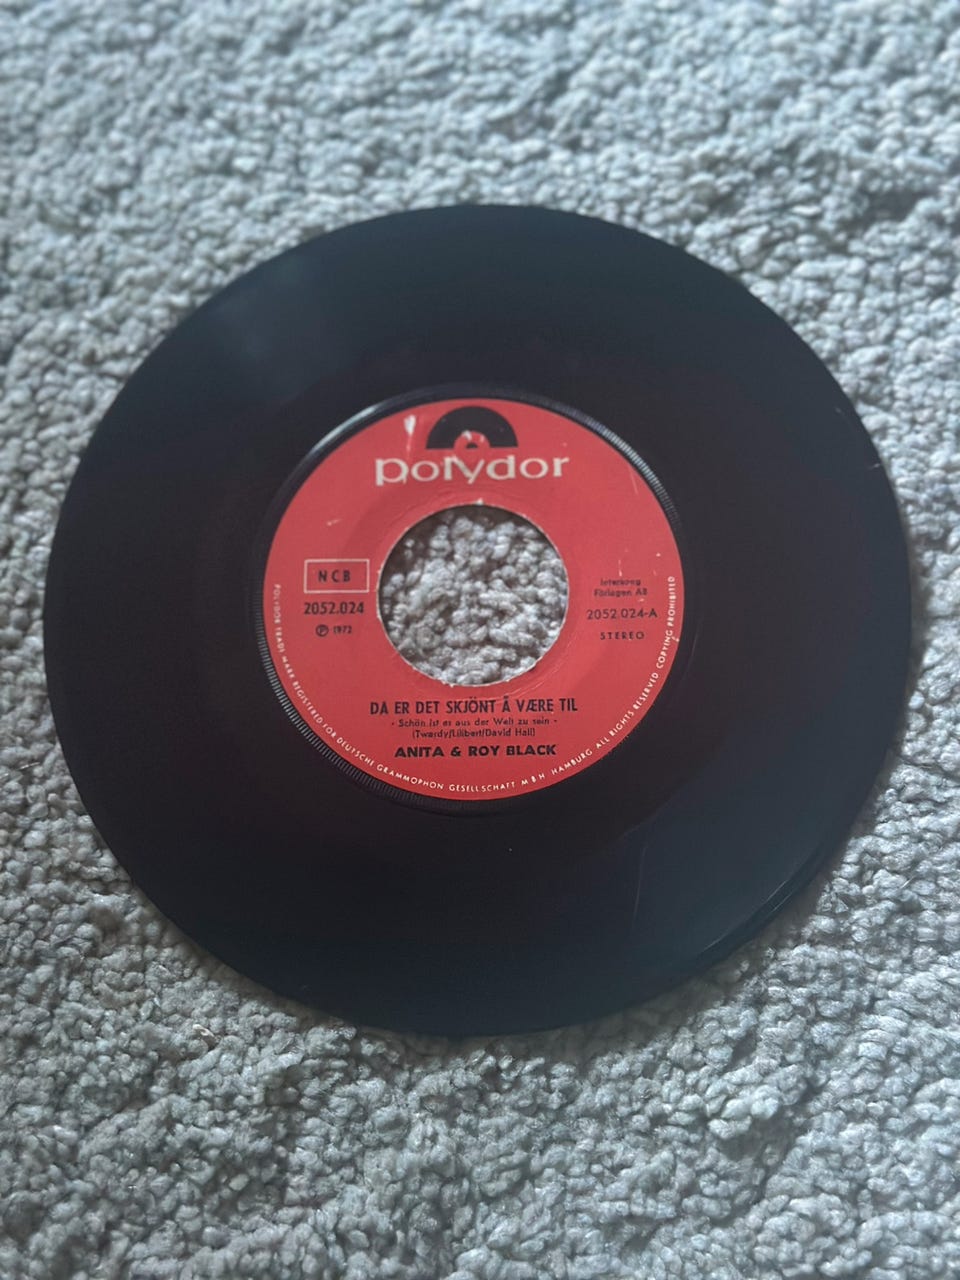 polydor
NCB
2052.024
Ⓟ 1972
Interkong
Förlagen AB
2052.024-A
STEREO
DA ER DET SKJÖNT Å VÆRE TIL
- Schön ist es aus der Welt zu sein -
(Twardy/Lilibert/David Hall)
ANITA & ROY BLACK
POLYDOR TRADE MARK REGISTERED FOR DEUTSCHE GRAMMOPHON GESELLSCHAFT M B H HAMBURG ALL RIGHTS RESERVED COPYING PROHIBITED